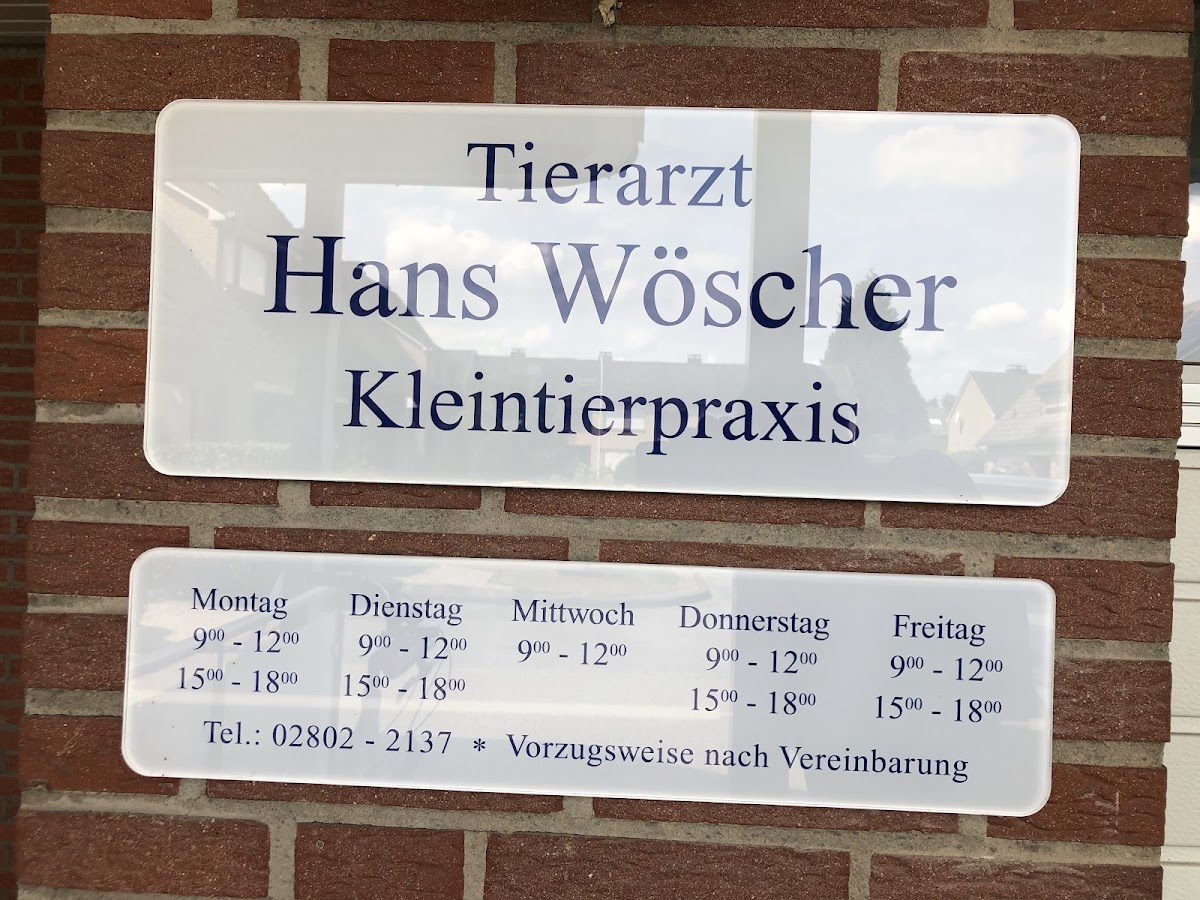 Tierarzt
Hans Wöscher
Kleintierpraxis
Montag Dienstag Mittwoch Donnerstag Freitag
9⁰⁰ - 12⁰⁰ 9⁰⁰ - 12⁰⁰ 9⁰⁰ - 12⁰⁰ 9⁰⁰ - 12⁰⁰ 9⁰⁰ - 12⁰⁰
15⁰⁰ - 18⁰⁰ 15⁰⁰ - 18⁰⁰ 15⁰⁰ - 18⁰⁰ 15⁰⁰ - 18⁰⁰
Tel.: 02802 - 2137 * Vorzugsweise nach Vereinbarung